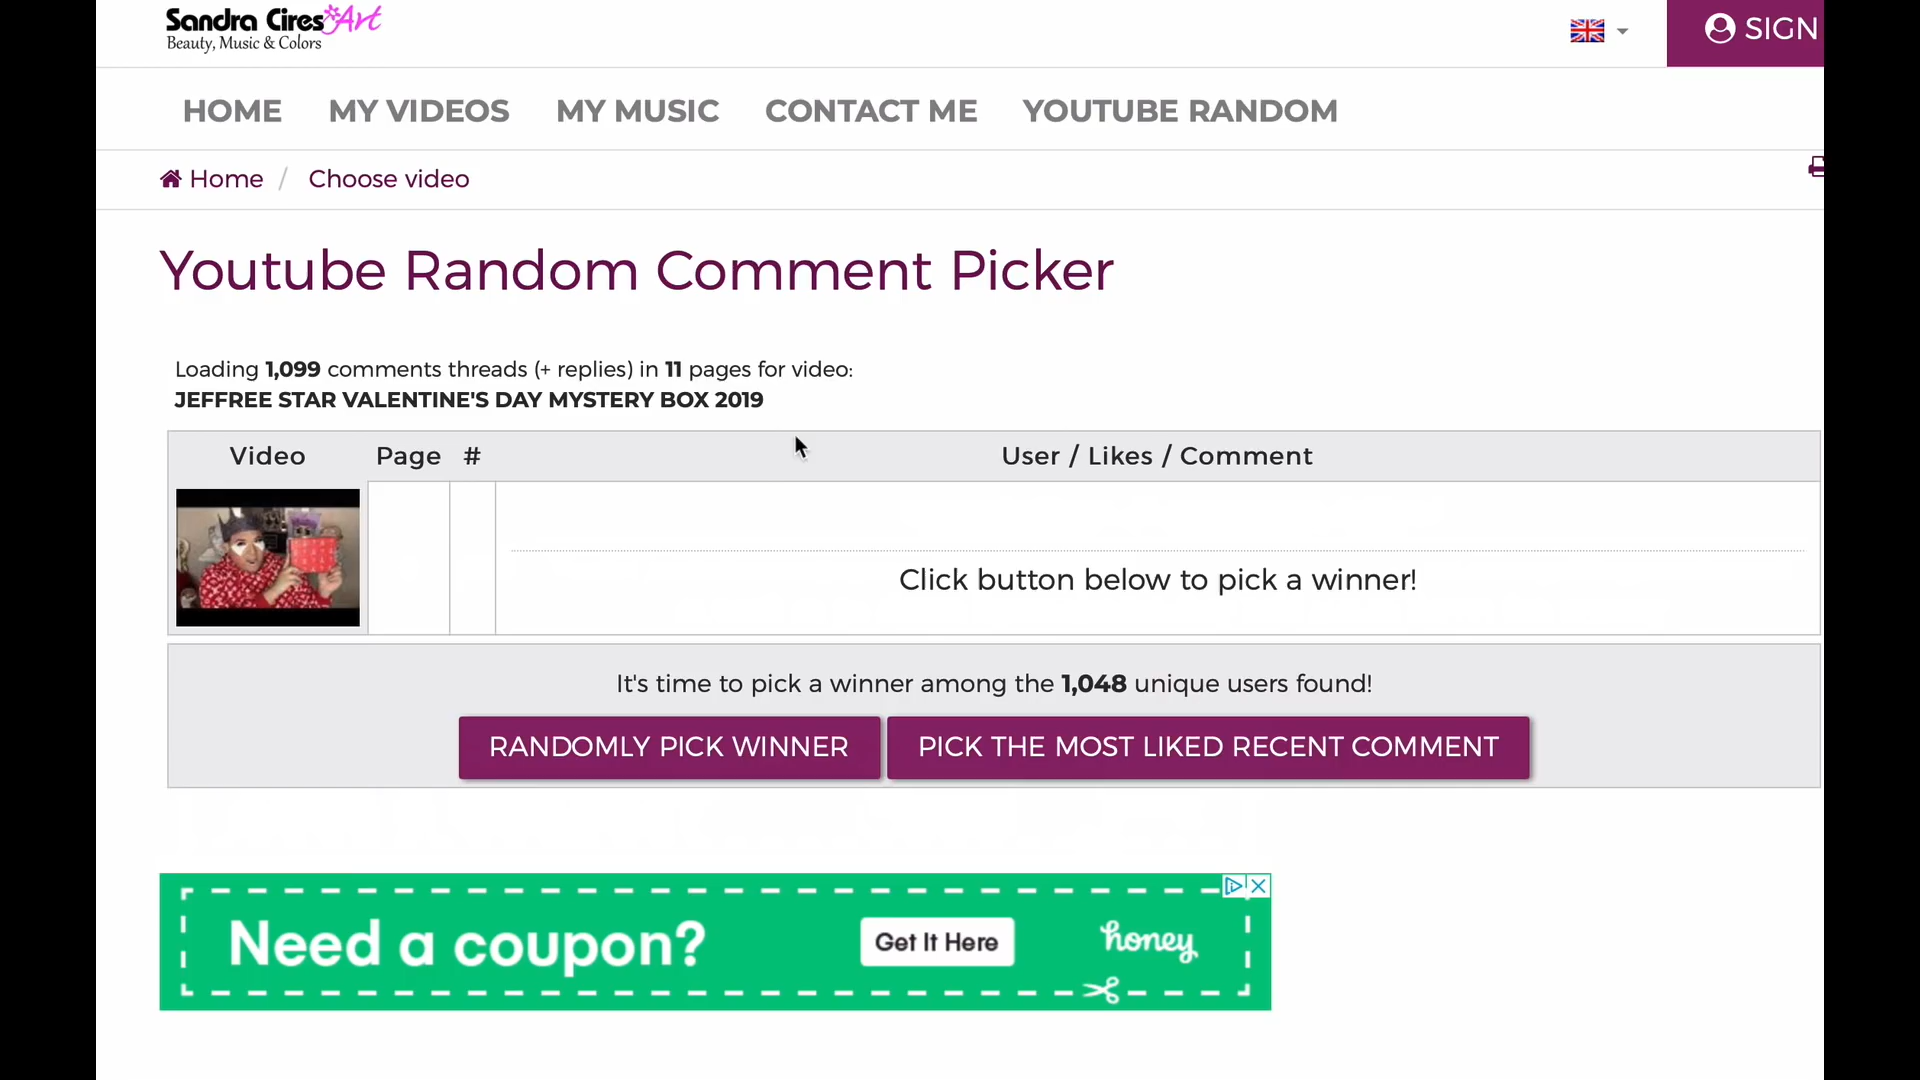 Sandra Cires Art
Beauty, Music & Colors
SIGN
HOME MY VIDEOS MY MUSIC CONTACT ME YOUTUBE RANDOM
Home / Choose video
Youtube Random Comment Picker
Loading 1,099 comments threads (+ replies) in 11 pages for video:
JEFFREE STAR VALENTINE'S DAY MYSTERY BOX 2019
Video Page # User / Likes / Comment
Click button below to pick a winner!
It's time to pick a winner among the 1,048 unique users found!
RANDOMLY PICK WINNER PICK THE MOST LIKED RECENT COMMENT
Need a coupon? Get It Here honey